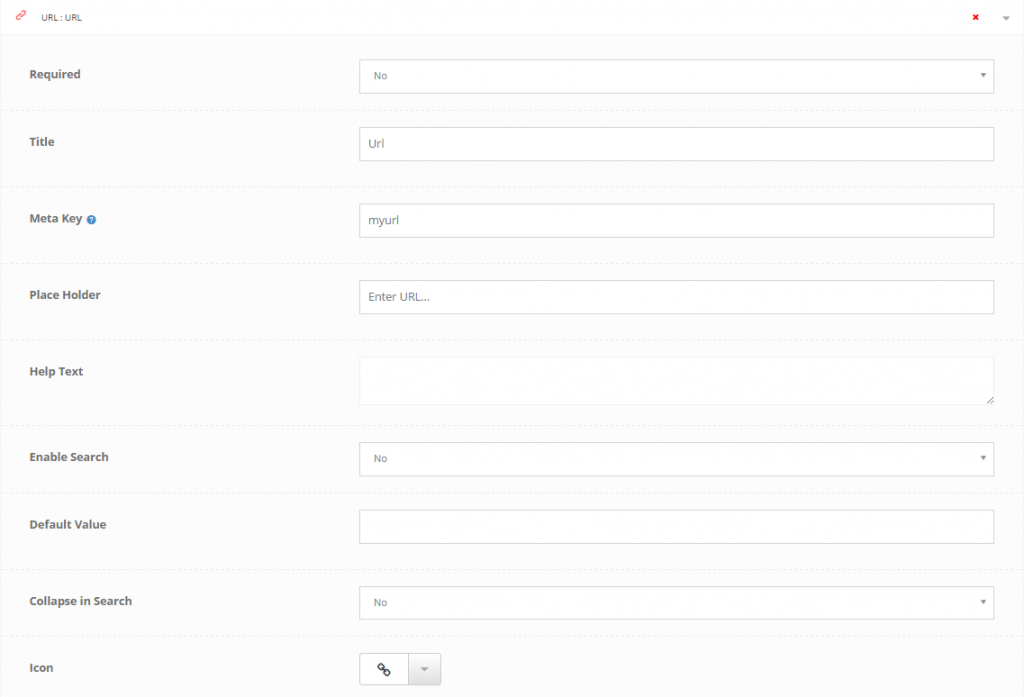 URL : URL
Required
No
Title
Url
Meta Key
myurl
Place Holder
Enter URL...
Help Text
Enable Search
No
Default Value
Collapse in Search
No
Icon